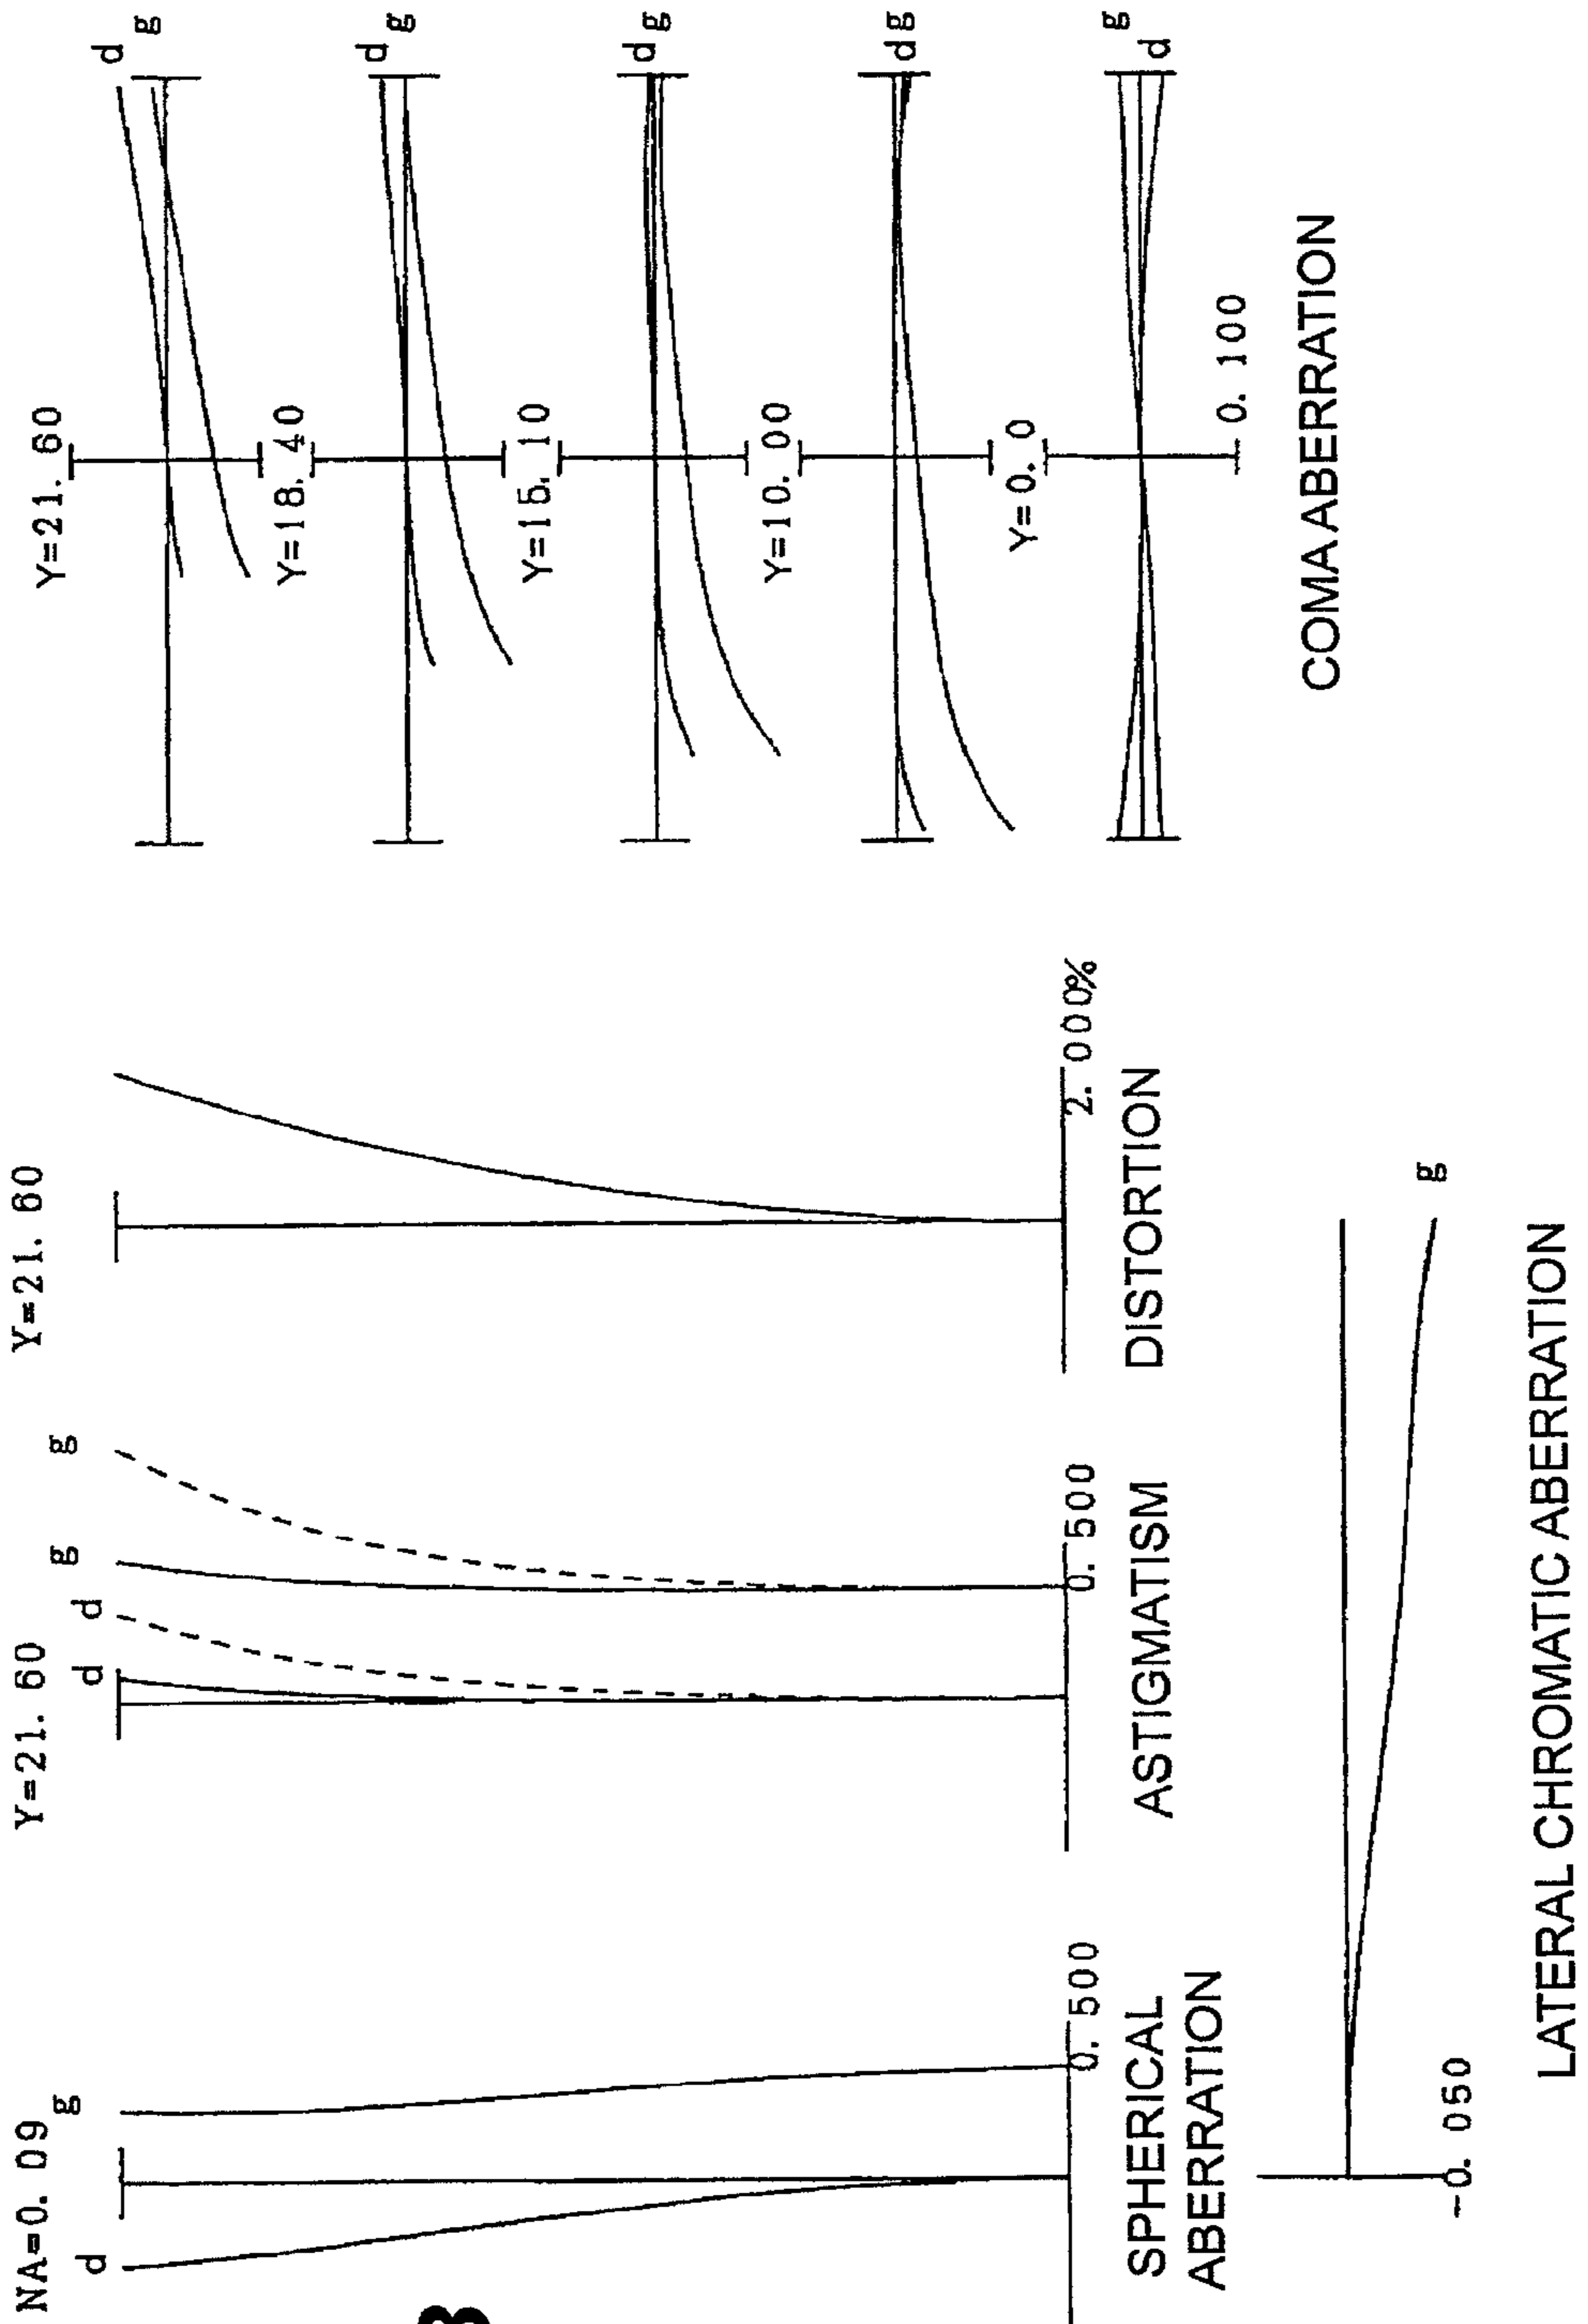 NA=0.09
d
g
0.500
SPHERICAL
ABERRATION
Y=21.60
d
d
g
g
0.500
ASTIGMATISM
Y=21.60
2.000%
DISTORTION
-0.050
g
LATERAL CHROMATIC ABERRATION
Y=21.60
d
g
Y=18.40
d
g
Y=15.10
d g
Y=10.00
d g
Y=0.0
g
d
0.100
COMA ABERRATION